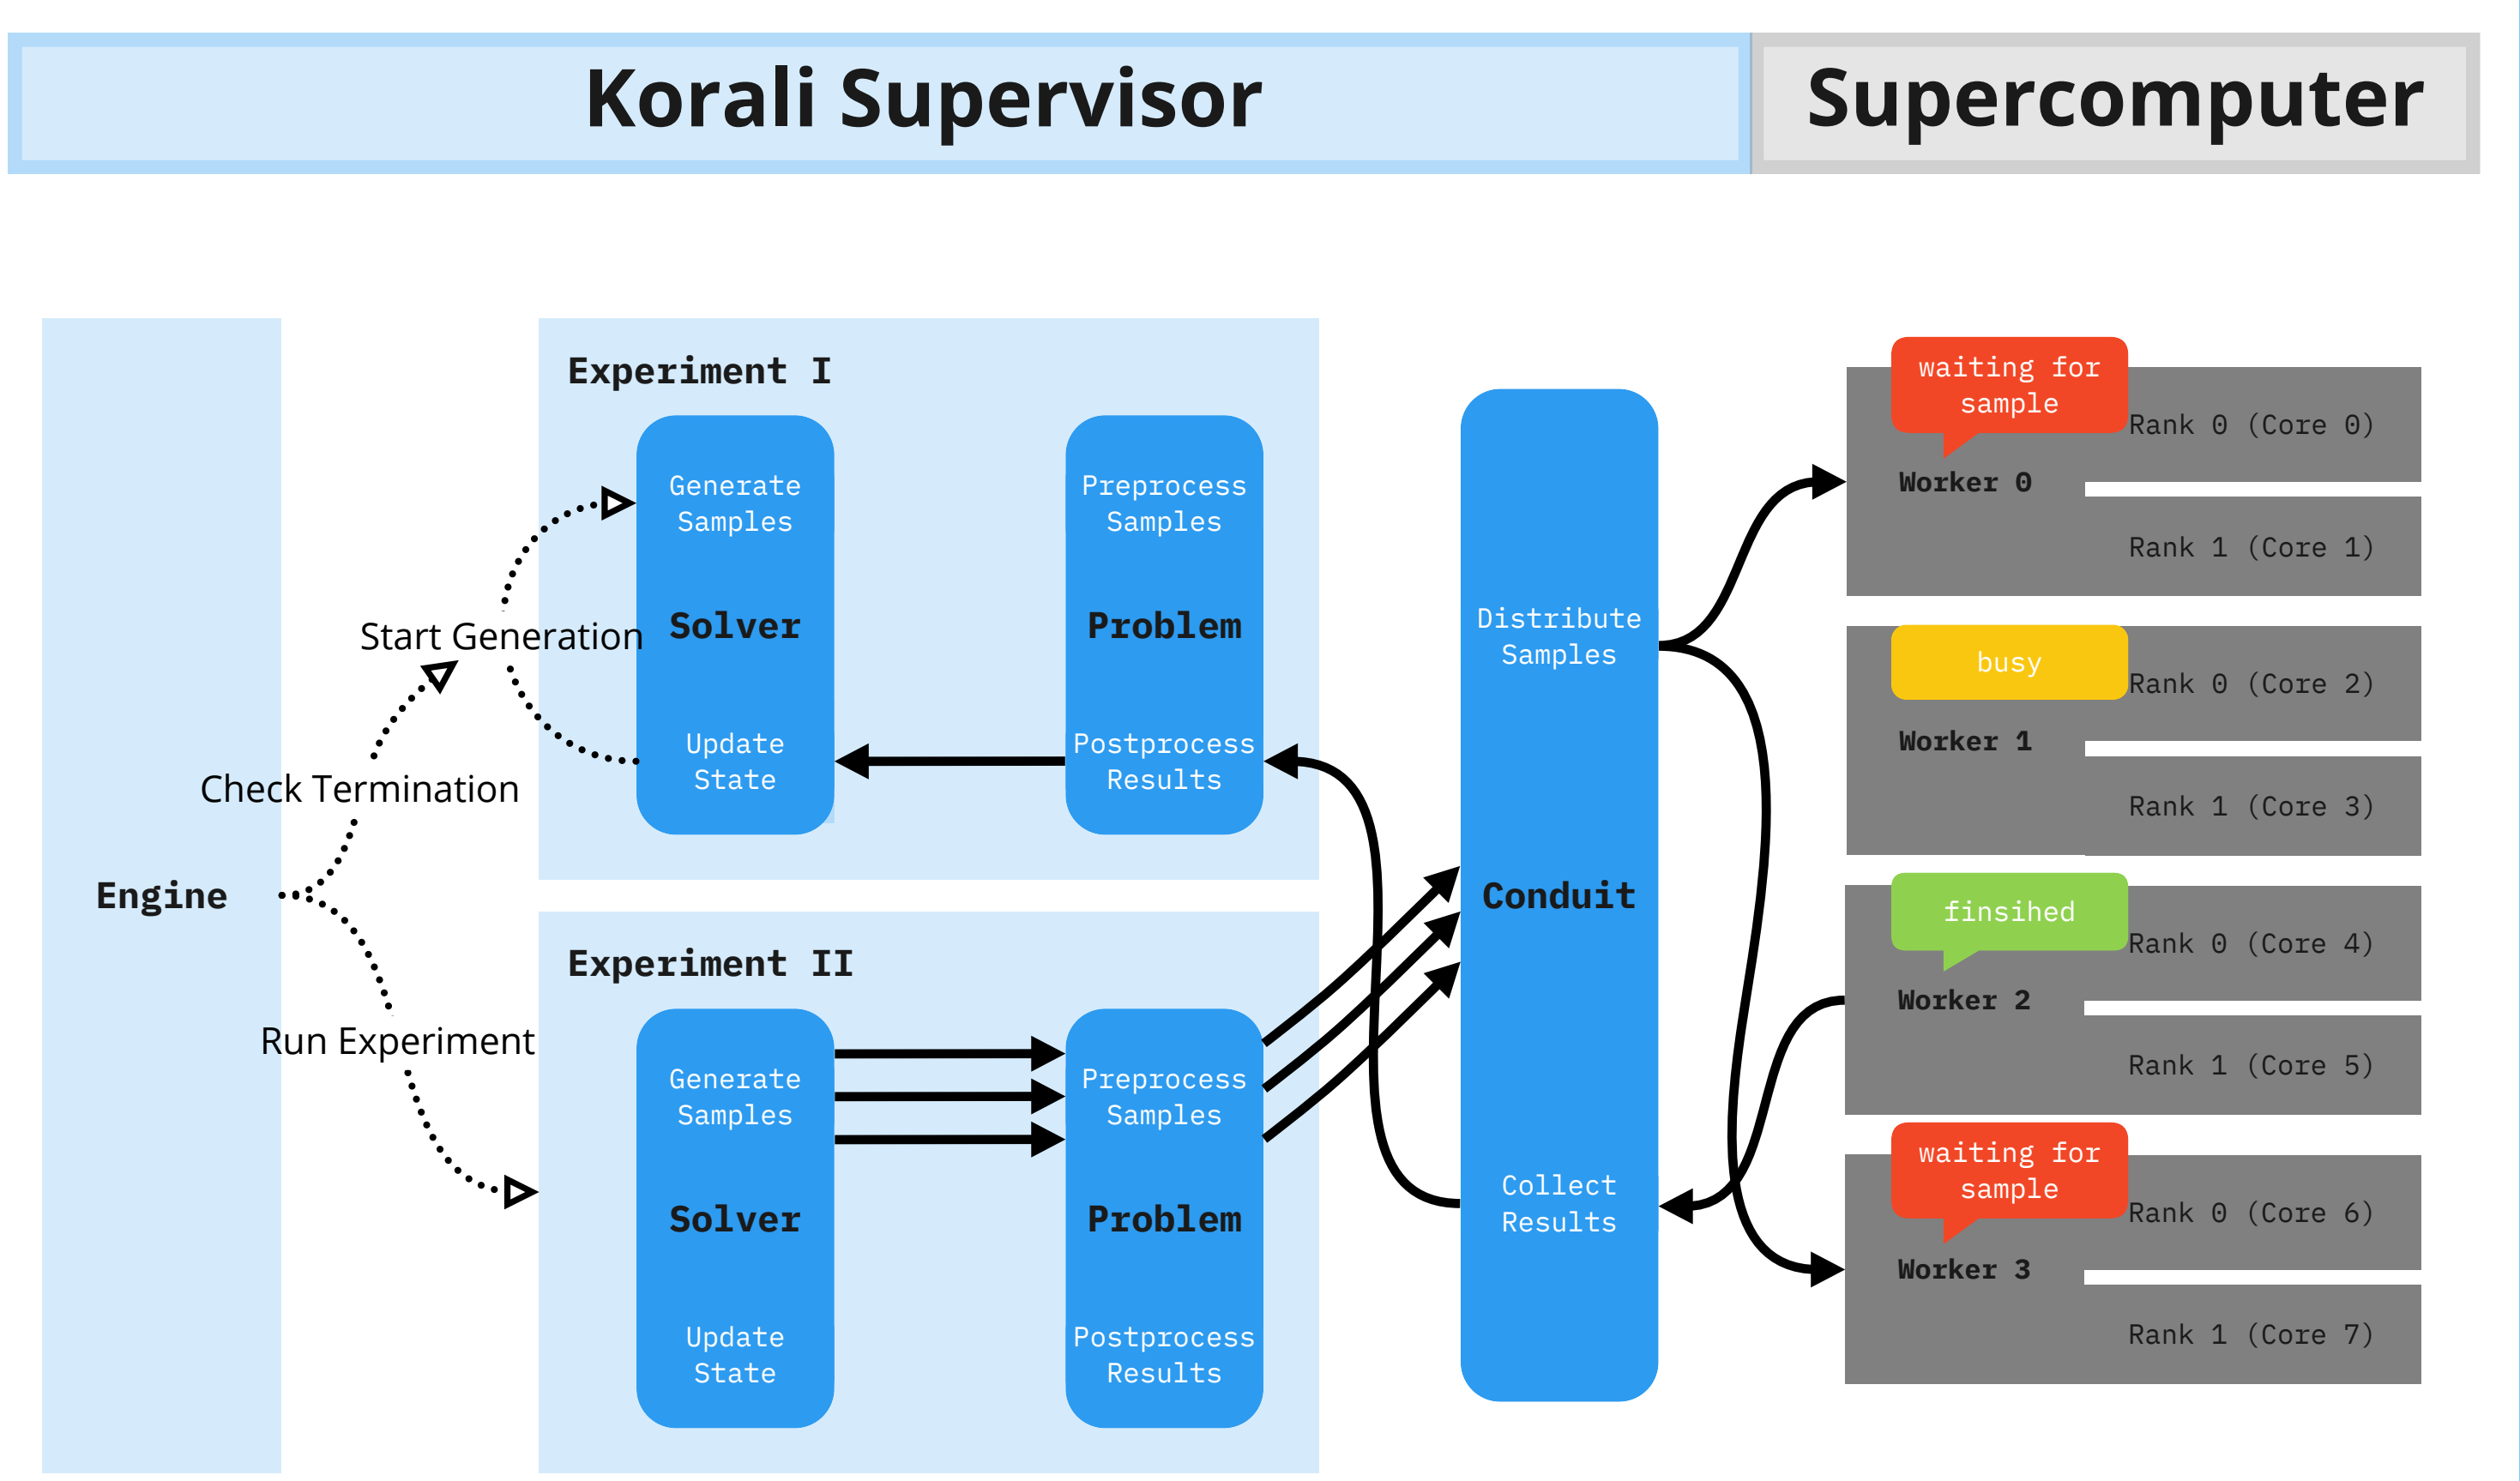 Korali Supervisor
Supercomputer
Engine
Check Termination
Start Generation
Run Experiment
Experiment I
Generate
Samples
Solver
Update
State
Preprocess
Samples
Problem
Postprocess
Results
Experiment II
Generate
Samples
Solver
Update
State
Preprocess
Samples
Problem
Postprocess
Results
Distribute
Samples
Conduit
Collect
Results
waiting for
sample
Worker 0
Rank 0 (Core 0)
Rank 1 (Core 1)
busy
Worker 1
Rank 0 (Core 2)
Rank 1 (Core 3)
finsihed
Worker 2
Rank 0 (Core 4)
Rank 1 (Core 5)
waiting for
sample
Worker 3
Rank 0 (Core 6)
Rank 1 (Core 7)